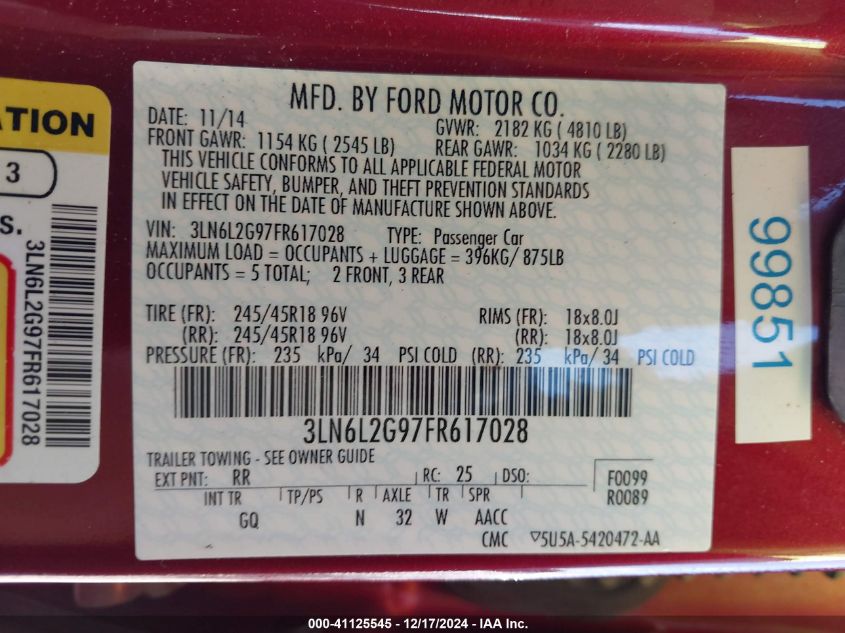 MFD. BY FORD MOTOR CO.
DATE: 11/14 GVWR: 2182 KG ( 4810 LB)
FRONT GAWR: 1154 KG ( 2545 LB) REAR GAWR: 1034 KG ( 2280 LB)
THIS VEHICLE CONFORMS TO ALL APPLICABLE FEDERAL MOTOR
VEHICLE SAFETY, BUMPER, AND THEFT PREVENTION STANDARDS
IN EFFECT ON THE DATE OF MANUFACTURE SHOWN ABOVE.
VIN: 3LN6L2G97FR617028 TYPE: Passenger Car
MAXIMUM LOAD = OCCUPANTS + LUGGAGE = 396KG/ 875LB
OCCUPANTS = 5 TOTAL; 2 FRONT, 3 REAR
TIRE (FR): 245/45R18 96V RIMS (FR): 18x8.0J
(RR): 245/45R18 96V (RR): 18x8.0J
PRESSURE (FR): 235 kPa/ 34 PSI COLD (RR): 235 kPa/ 34 PSI COLD
3LN6L2G97FR617028
TRAILER TOWING - SEE OWNER GUIDE
EXT PNT: RR RC: 25 DSO: F0099
INT TR TP/PS R AXLE TR SPR R0089
GQ N 32 W AACC
CMC ▽5U5A-5420472-AA
ATION
3
S.
3LN6L2G97FR617028
99851
000-41125545 - 12/17/2024 - IAA Inc.